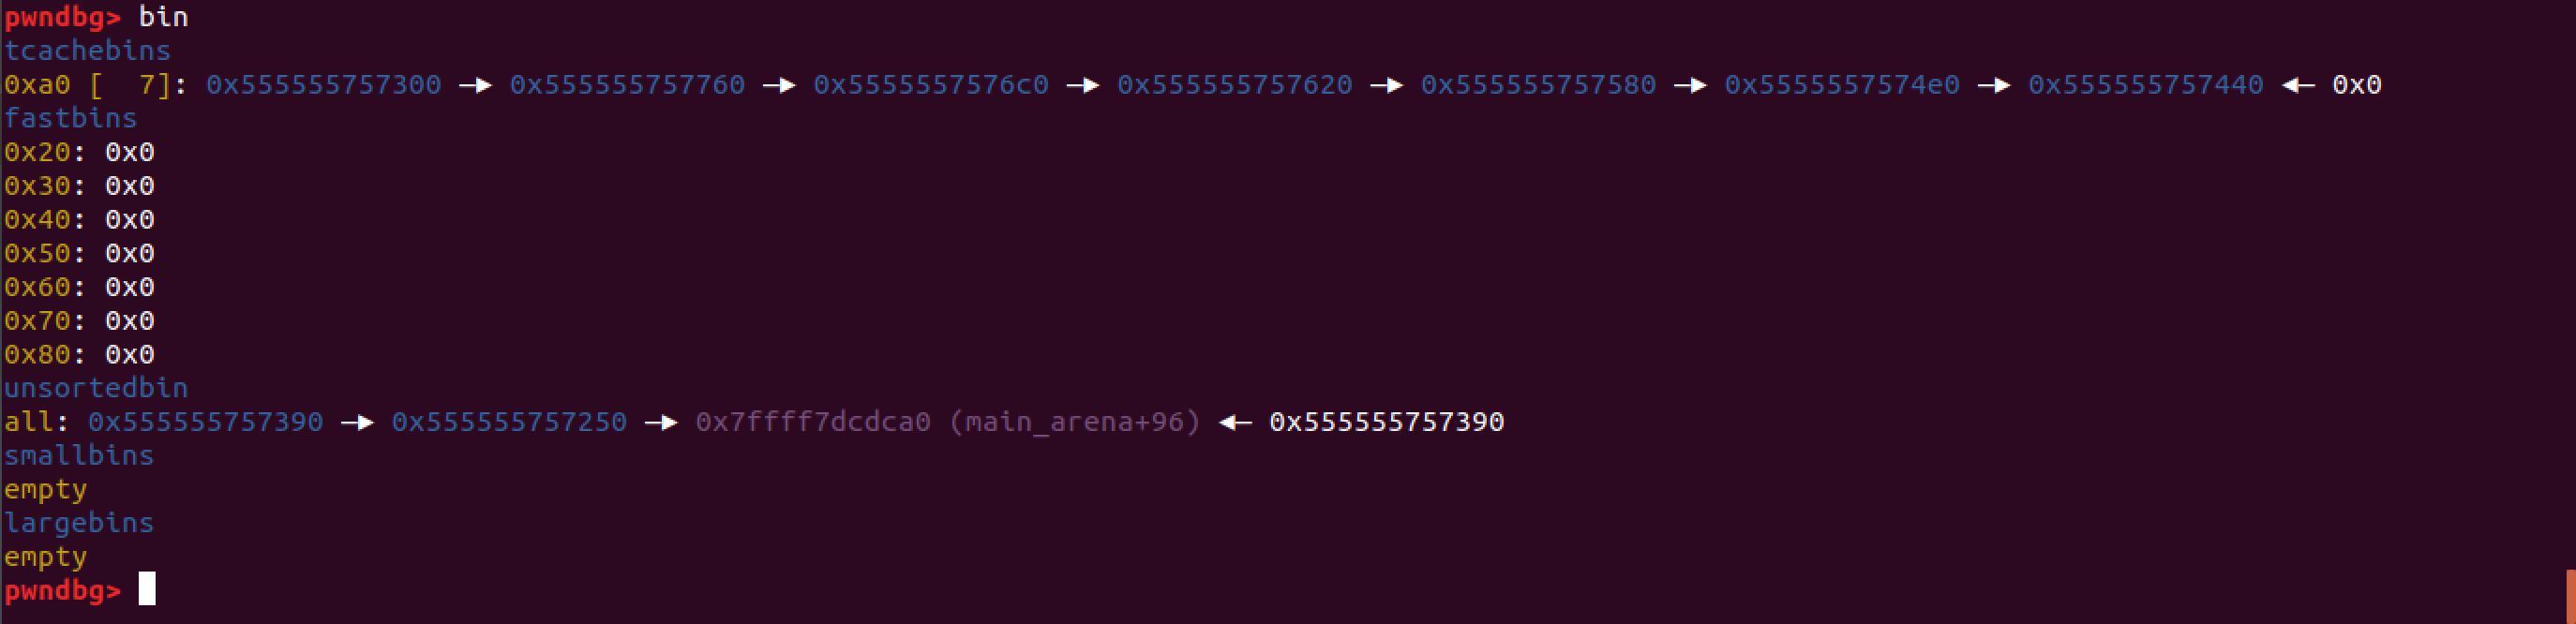 pwndbg> bin
tcachebins
0xa0 [  7]: 0x555555757300 —▸ 0x555555757760 —▸ 0x5555557576c0 —▸ 0x555555757620 —▸ 0x555555757580 —▸ 0x5555557574e0 —▸ 0x555555757440 ◂— 0x0
fastbins
0x20: 0x0
0x30: 0x0
0x40: 0x0
0x50: 0x0
0x60: 0x0
0x70: 0x0
0x80: 0x0
unsortedbin
all: 0x555555757390 —▸ 0x555555757250 —▸ 0x7ffff7dcdca0 (main_arena+96) ◂— 0x555555757390
smallbins
empty
largebins
empty
pwndbg>